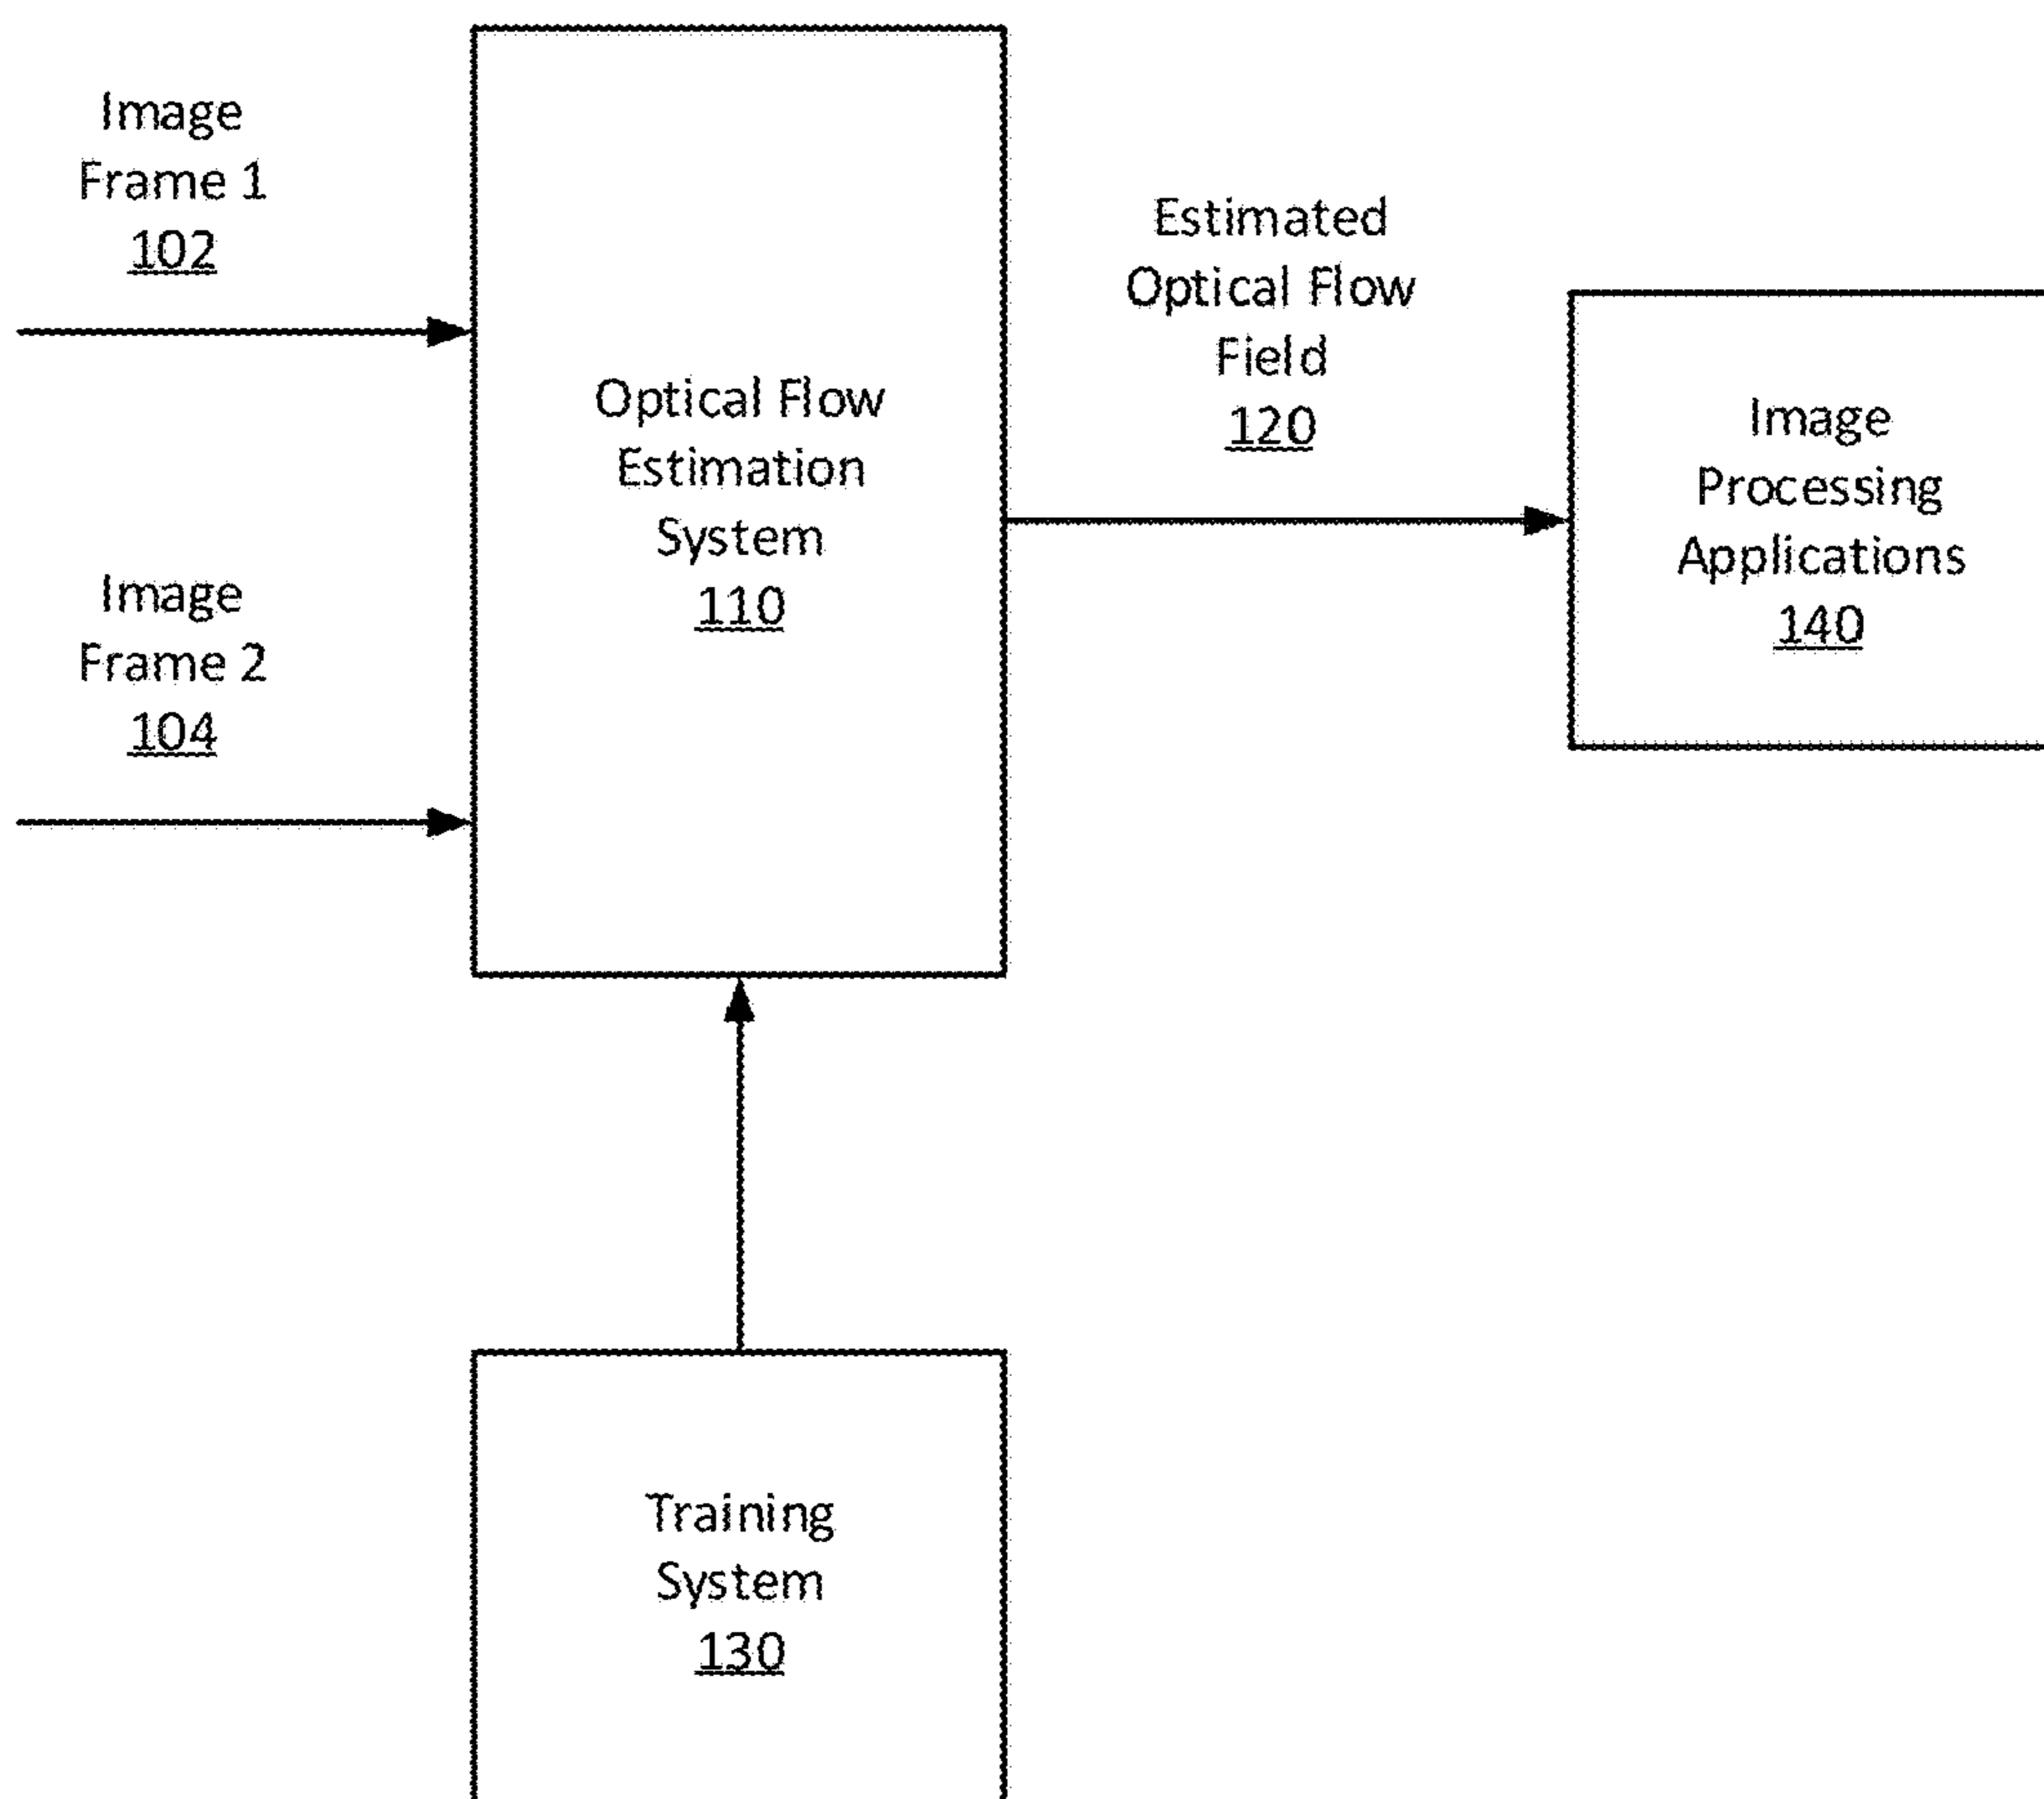 Image
Frame 1
102
Image
Frame 2
104
Optical Flow
Estimation
System
110
Estimated
Optical Flow
Field
120
Image
Processing
Applications
140
Training
System
130